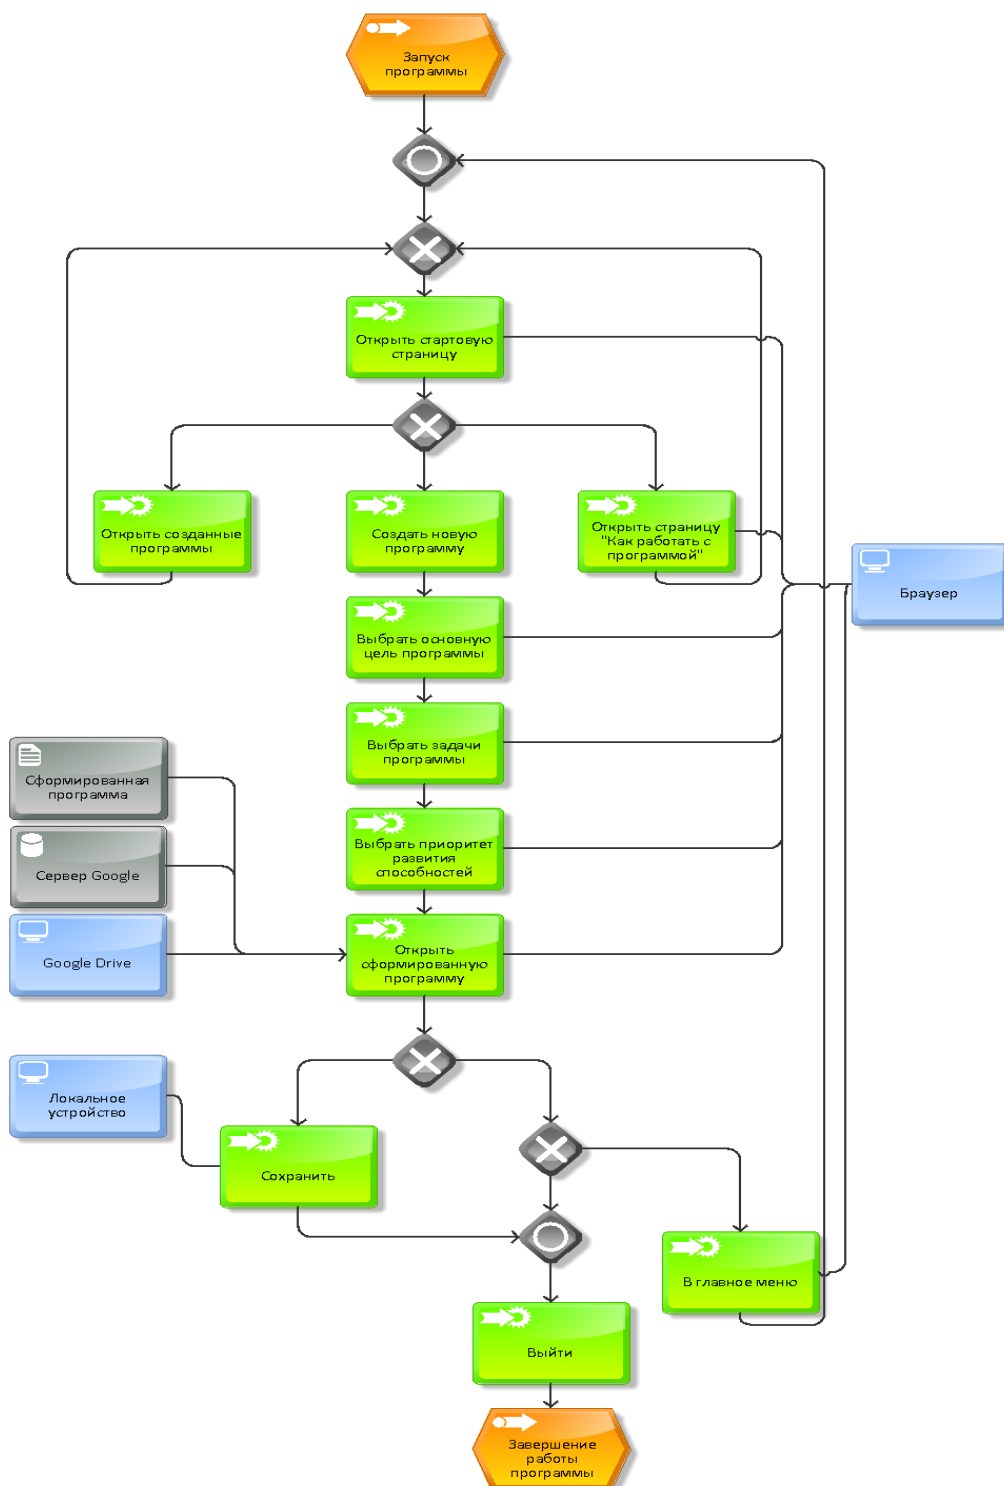 Запуск
программы
Открыть стартовую
страницу
Открыть созданные
программы
Создать новую
программу
Открыть страницу
"Как работать с
программой"
Браузер
Выбрать основную
цель программы
Выбрать задачи
программы
Сформированная
программа
Выбрать приоритет
развития
способностей
Сервер Google
Google Drive
Открыть
сформированную
программу
Локальное
устройство
Сохранить
В главное меню
Выйти
Завершение
работы
программы